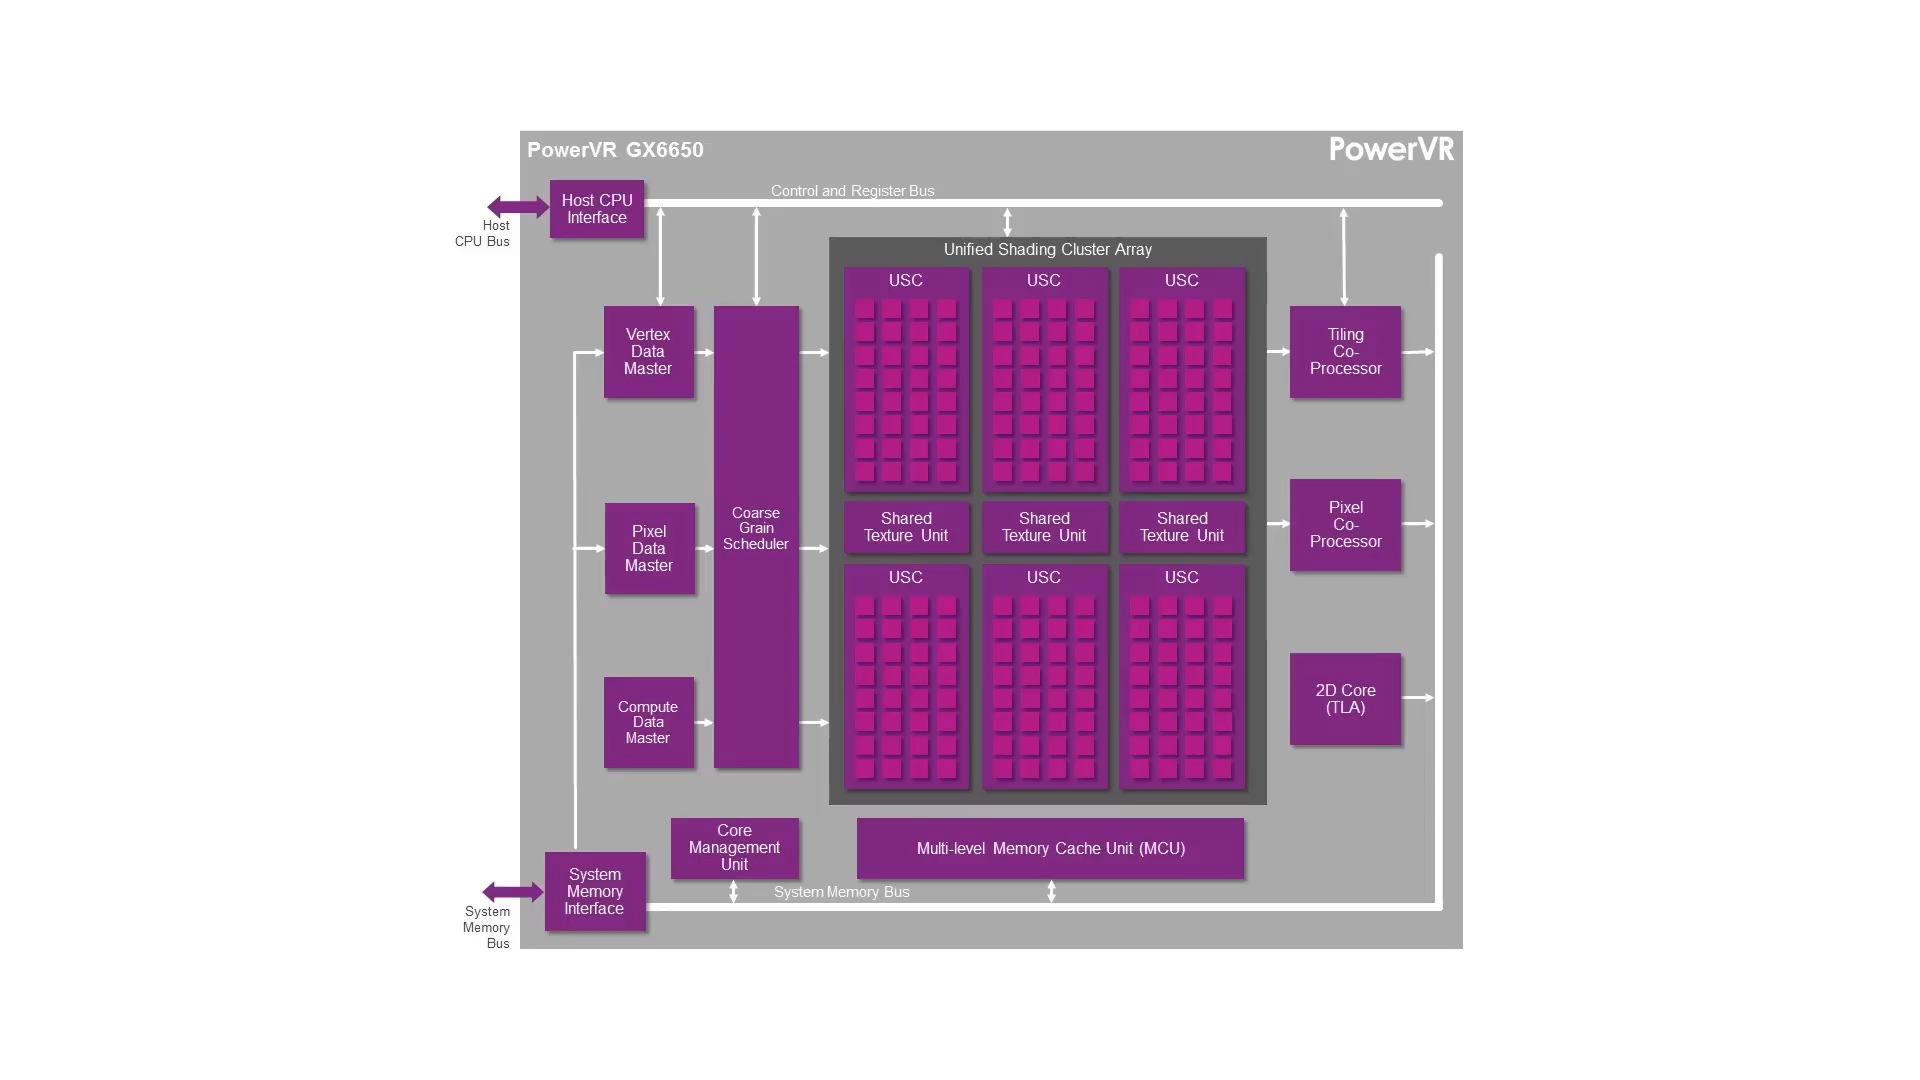 PowerVR GX6650
PowerVR
Control and Register Bus
Host CPU
Interface
Host
CPU Bus
Unified Shading Cluster Array
USC
USC
USC
Vertex
Data
Master
Tiling
Co-
Processor
Pixel
Data
Master
Coarse
Grain
Scheduler
Shared
Texture Unit
Shared
Texture Unit
Shared
Texture Unit
Pixel
Co-
Processor
USC
USC
USC
Compute
Data
Master
2D Core
(TLA)
Core
Management
Unit
Multi-level Memory Cache Unit (MCU)
System Memory Bus
System
Memory
Interface
System
Memory
Bus